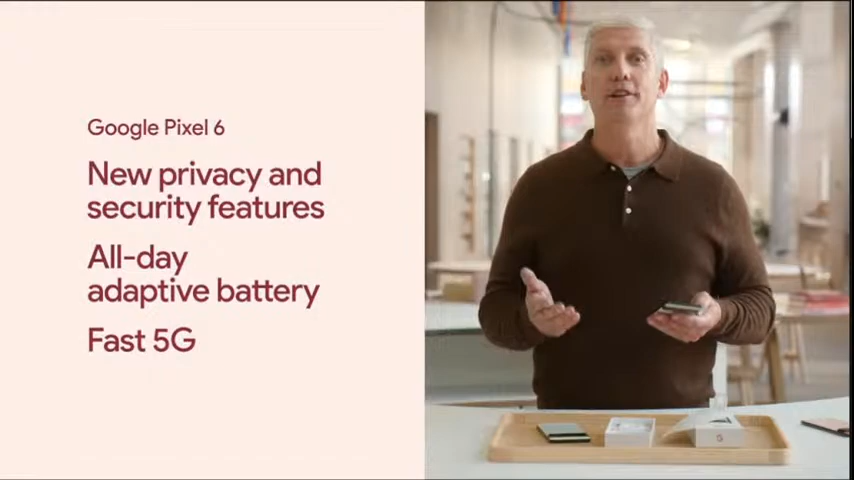 Google Pixel 6
New privacy and
security features
All-day
adaptive battery
Fast 5G